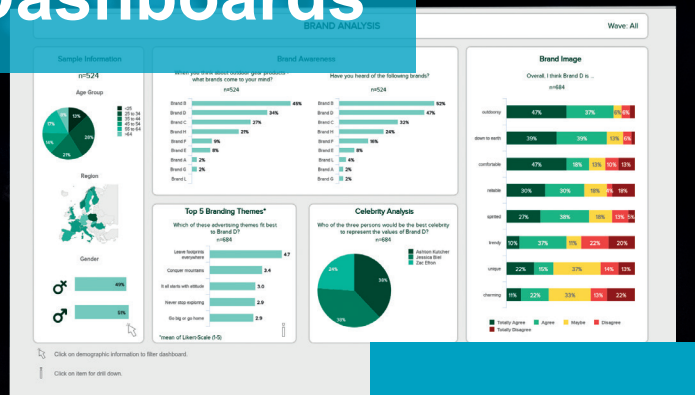 Dashboards
BRAND ANALYSIS
Wave: All
Sample Information
n=524
Age Group
<25
25 to 34
35 to 44
45 to 54
55 to 64
>64
13%
28%
21%
14%
17%
Region
Gender
49%
51%
Brand Awareness
When you think about outdoor gear products -
what brands come to your mind?
n=524
Brand B 45%
Brand D 34%
Brand C 27%
Brand H 21%
Brand F 9%
Brand E 8%
Brand A 2%
Brand G 2%
Brand L
Have you heard of the following brands?
n=524
Brand B 52%
Brand D 47%
Brand C 32%
Brand H 24%
Brand F 16%
Brand E 8%
Brand L 4%
Brand A 2%
Brand G 2%
Top 5 Branding Themes*
Which of these advertising themes fit best
to Brand D?
n=684
Leave footprints
everywhere
4.7
Conquer mountains 3.4
It all starts with attitude 3.0
Never stop exploring 2.9
Go big or go home 2.9
*mean of Likert-Scale (1-5)
Celebrity Analysis
Who of the three persons would be the best celebrity
to represent the values of Brand D?
n=684
Ashton Kutcher
Jessica Biel
Zac Efron
24%
38%
Brand Image
Overall, I think Brand D is ...
n=684
outdoorsy 47% 37%
down to earth 39% 39% 13% 6%
comfortable 47% 18% 13% 10% 13%
reliable 30% 30% 18%
spirited 27% 38% 18% 13% 5%
trendy 10% 37% 11% 22% 20%
unique 22% 15% 37% 14% 13%
charming 11% 22% 33% 13% 22%
Totally Agree
Agree
Maybe
Disagree
Totally Disagree
Click on demographic information to filter dashboard.
Click on item for drill down.